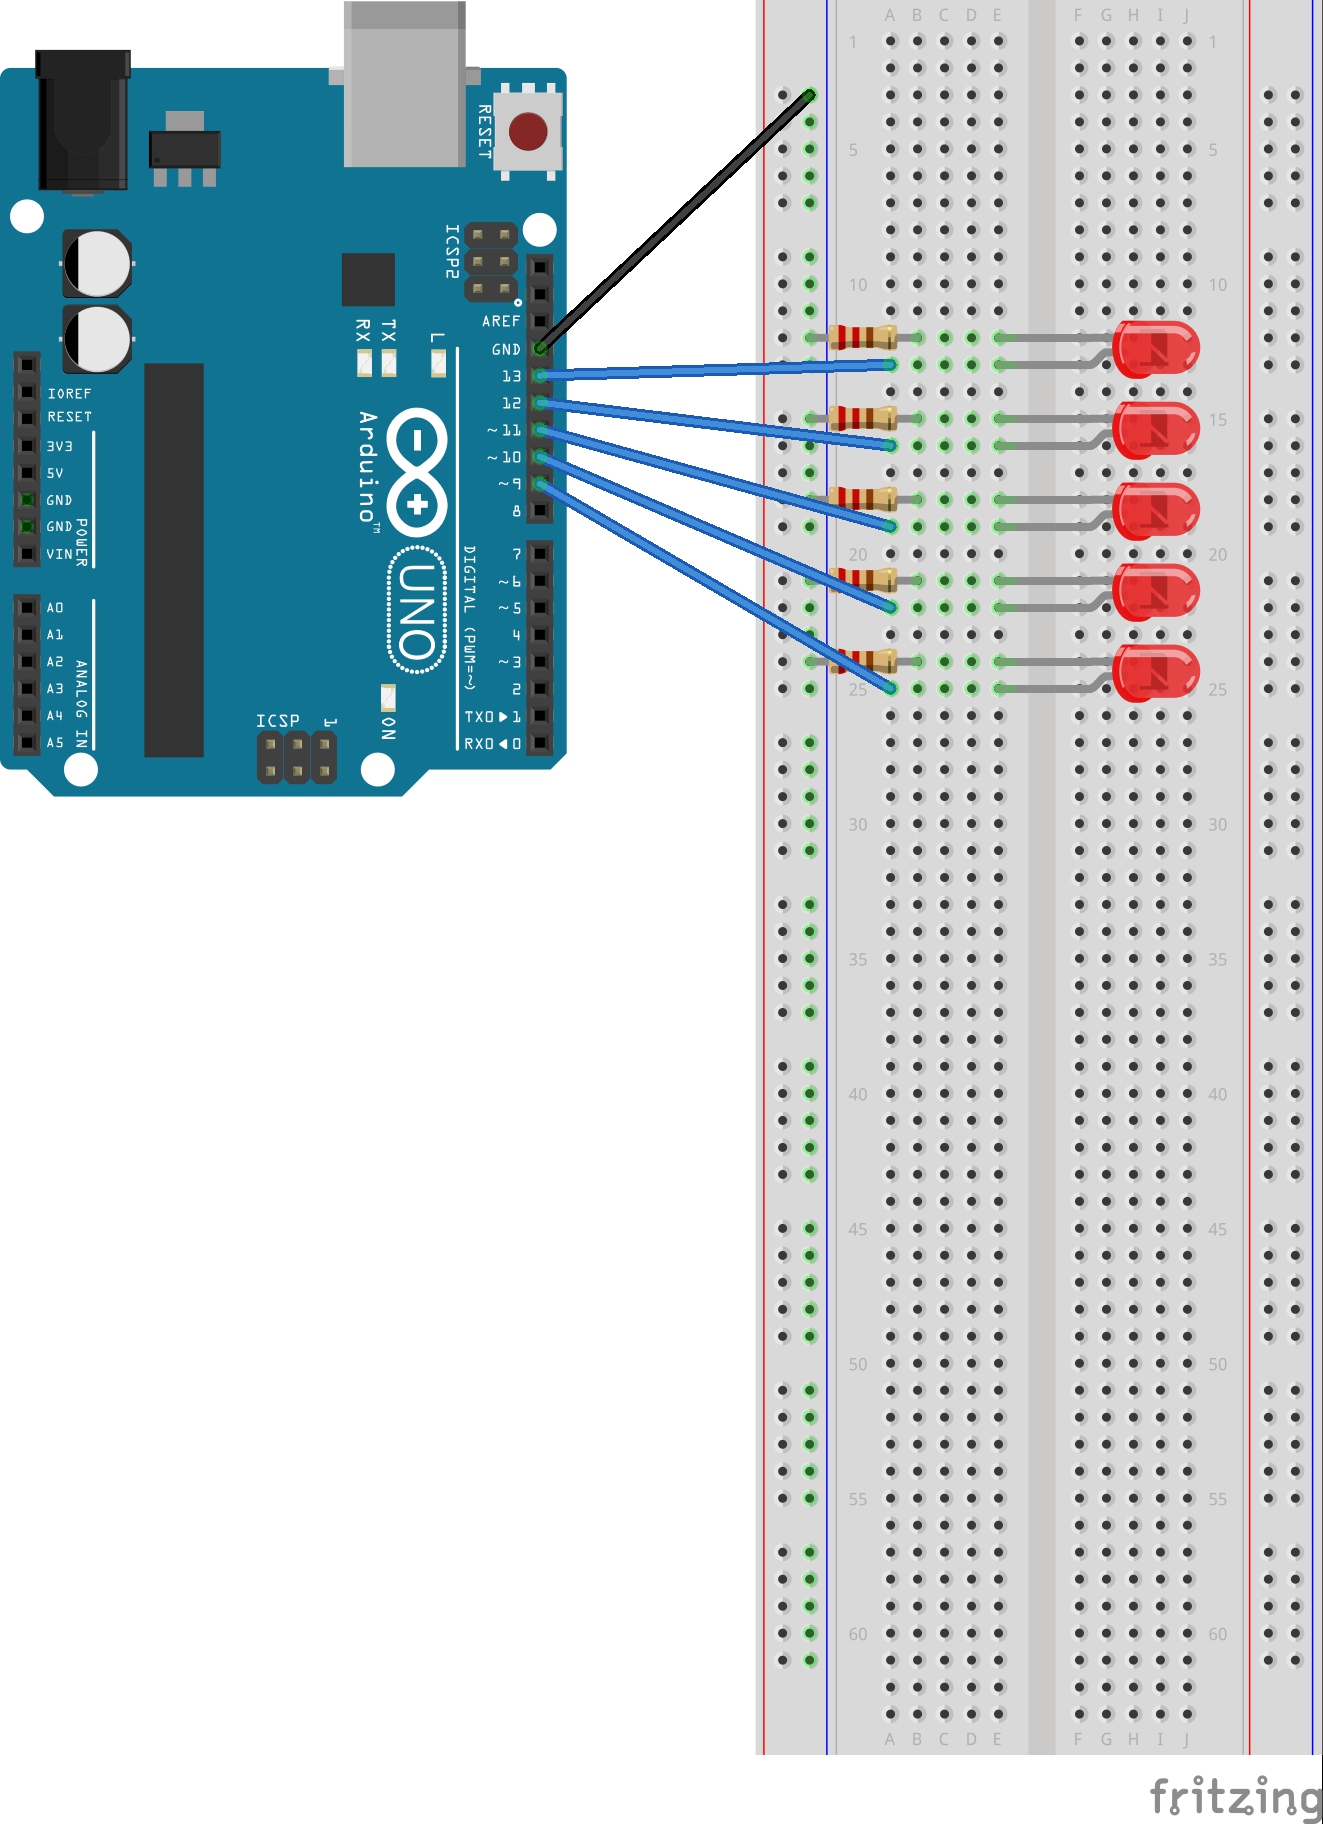 RESET
ICSP2
AREF
GND
13
12
~11
~10
~9
8
7
~6
~5
4
~3
2
TX0▶1
RX0◀0
RX
TX
L
Arduino™
UNO
DIGITAL (PWM=~)
IOREF
RESET
3V3
5V
GND
GND
VIN
POWER
A0
A1
A2
A3
A4
A5
ANALOG IN
ICSP
1
ON
A B C D E F G H I J
1 1
5 5
10 10
15 15
20 20
25 25
30 30
35 35
40 40
45 45
50 50
55 55
60 60
A B C D E F G H I J
fritzing